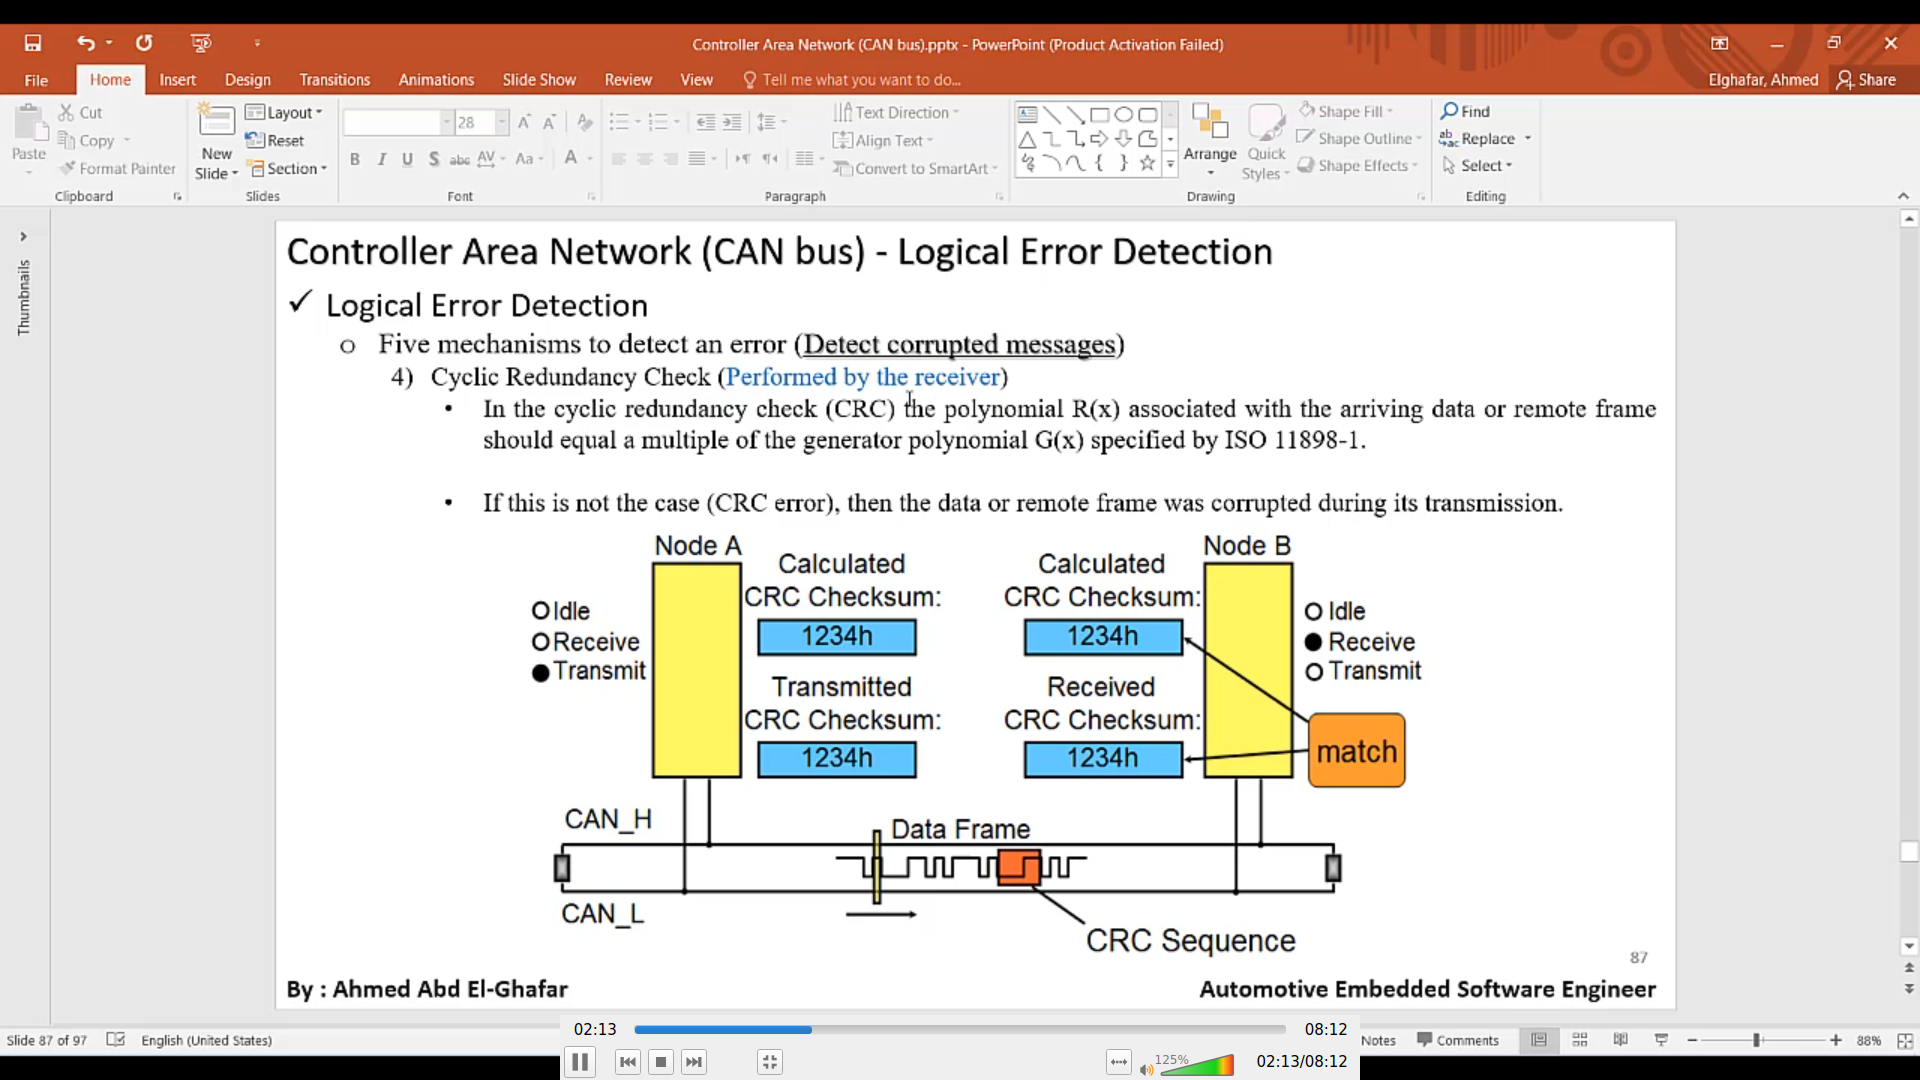 Controller Area Network (CAN bus).pptx - PowerPoint (Product Activation Failed)
File Home Insert Design Transitions Animations Slide Show Review View Tell me what you want to do... Elghafar, Ahmed Share
Paste
Cut
Copy
Format Painter
Clipboard
New Slide
Layout
Reset
Section
Slides
28
B I U S abc AV Aa A
Font
Text Direction
Align Text
Convert to SmartArt
Paragraph
Arrange
Quick Styles
Shape Fill
Shape Outline
Shape Effects
Drawing
Find
Replace
Select
Editing
Thumbnails
Controller Area Network (CAN bus) - Logical Error Detection
✓ Logical Error Detection
o Five mechanisms to detect an error (Detect corrupted messages)
4) Cyclic Redundancy Check (Performed by the receiver)
• In the cyclic redundancy check (CRC) the polynomial R(x) associated with the arriving data or remote frame
should equal a multiple of the generator polynomial G(x) specified by ISO 11898-1.
• If this is not the case (CRC error), then the data or remote frame was corrupted during its transmission.
Node A
Idle
Receive
Transmit
Calculated
CRC Checksum:
1234h
Transmitted
CRC Checksum:
1234h
Calculated
CRC Checksum:
1234h
Received
CRC Checksum:
1234h
Node B
Idle
Receive
Transmit
match
CAN_H
Data Frame
CAN_L
CRC Sequence
87
By : Ahmed Abd El-Ghafar
Automotive Embedded Software Engineer
Slide 87 of 97 English (United States) Notes Comments 88%
02:13 08:12
125% 02:13/08:12